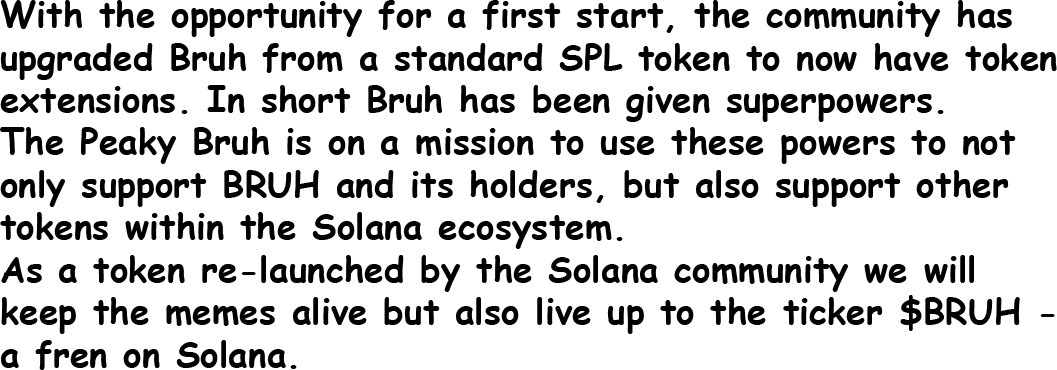 With the opportunity for a first start, the community has
upgraded Bruh from a standard SPL token to now have token
extensions. In short Bruh has been given superpowers.
The Peaky Bruh is on a mission to use these powers to not
only support BRUH and its holders, but also support other
tokens within the Solana ecosystem.
As a token re-launched by the Solana community we will
keep the memes alive but also live up to the ticker $BRUH -
a fren on Solana.